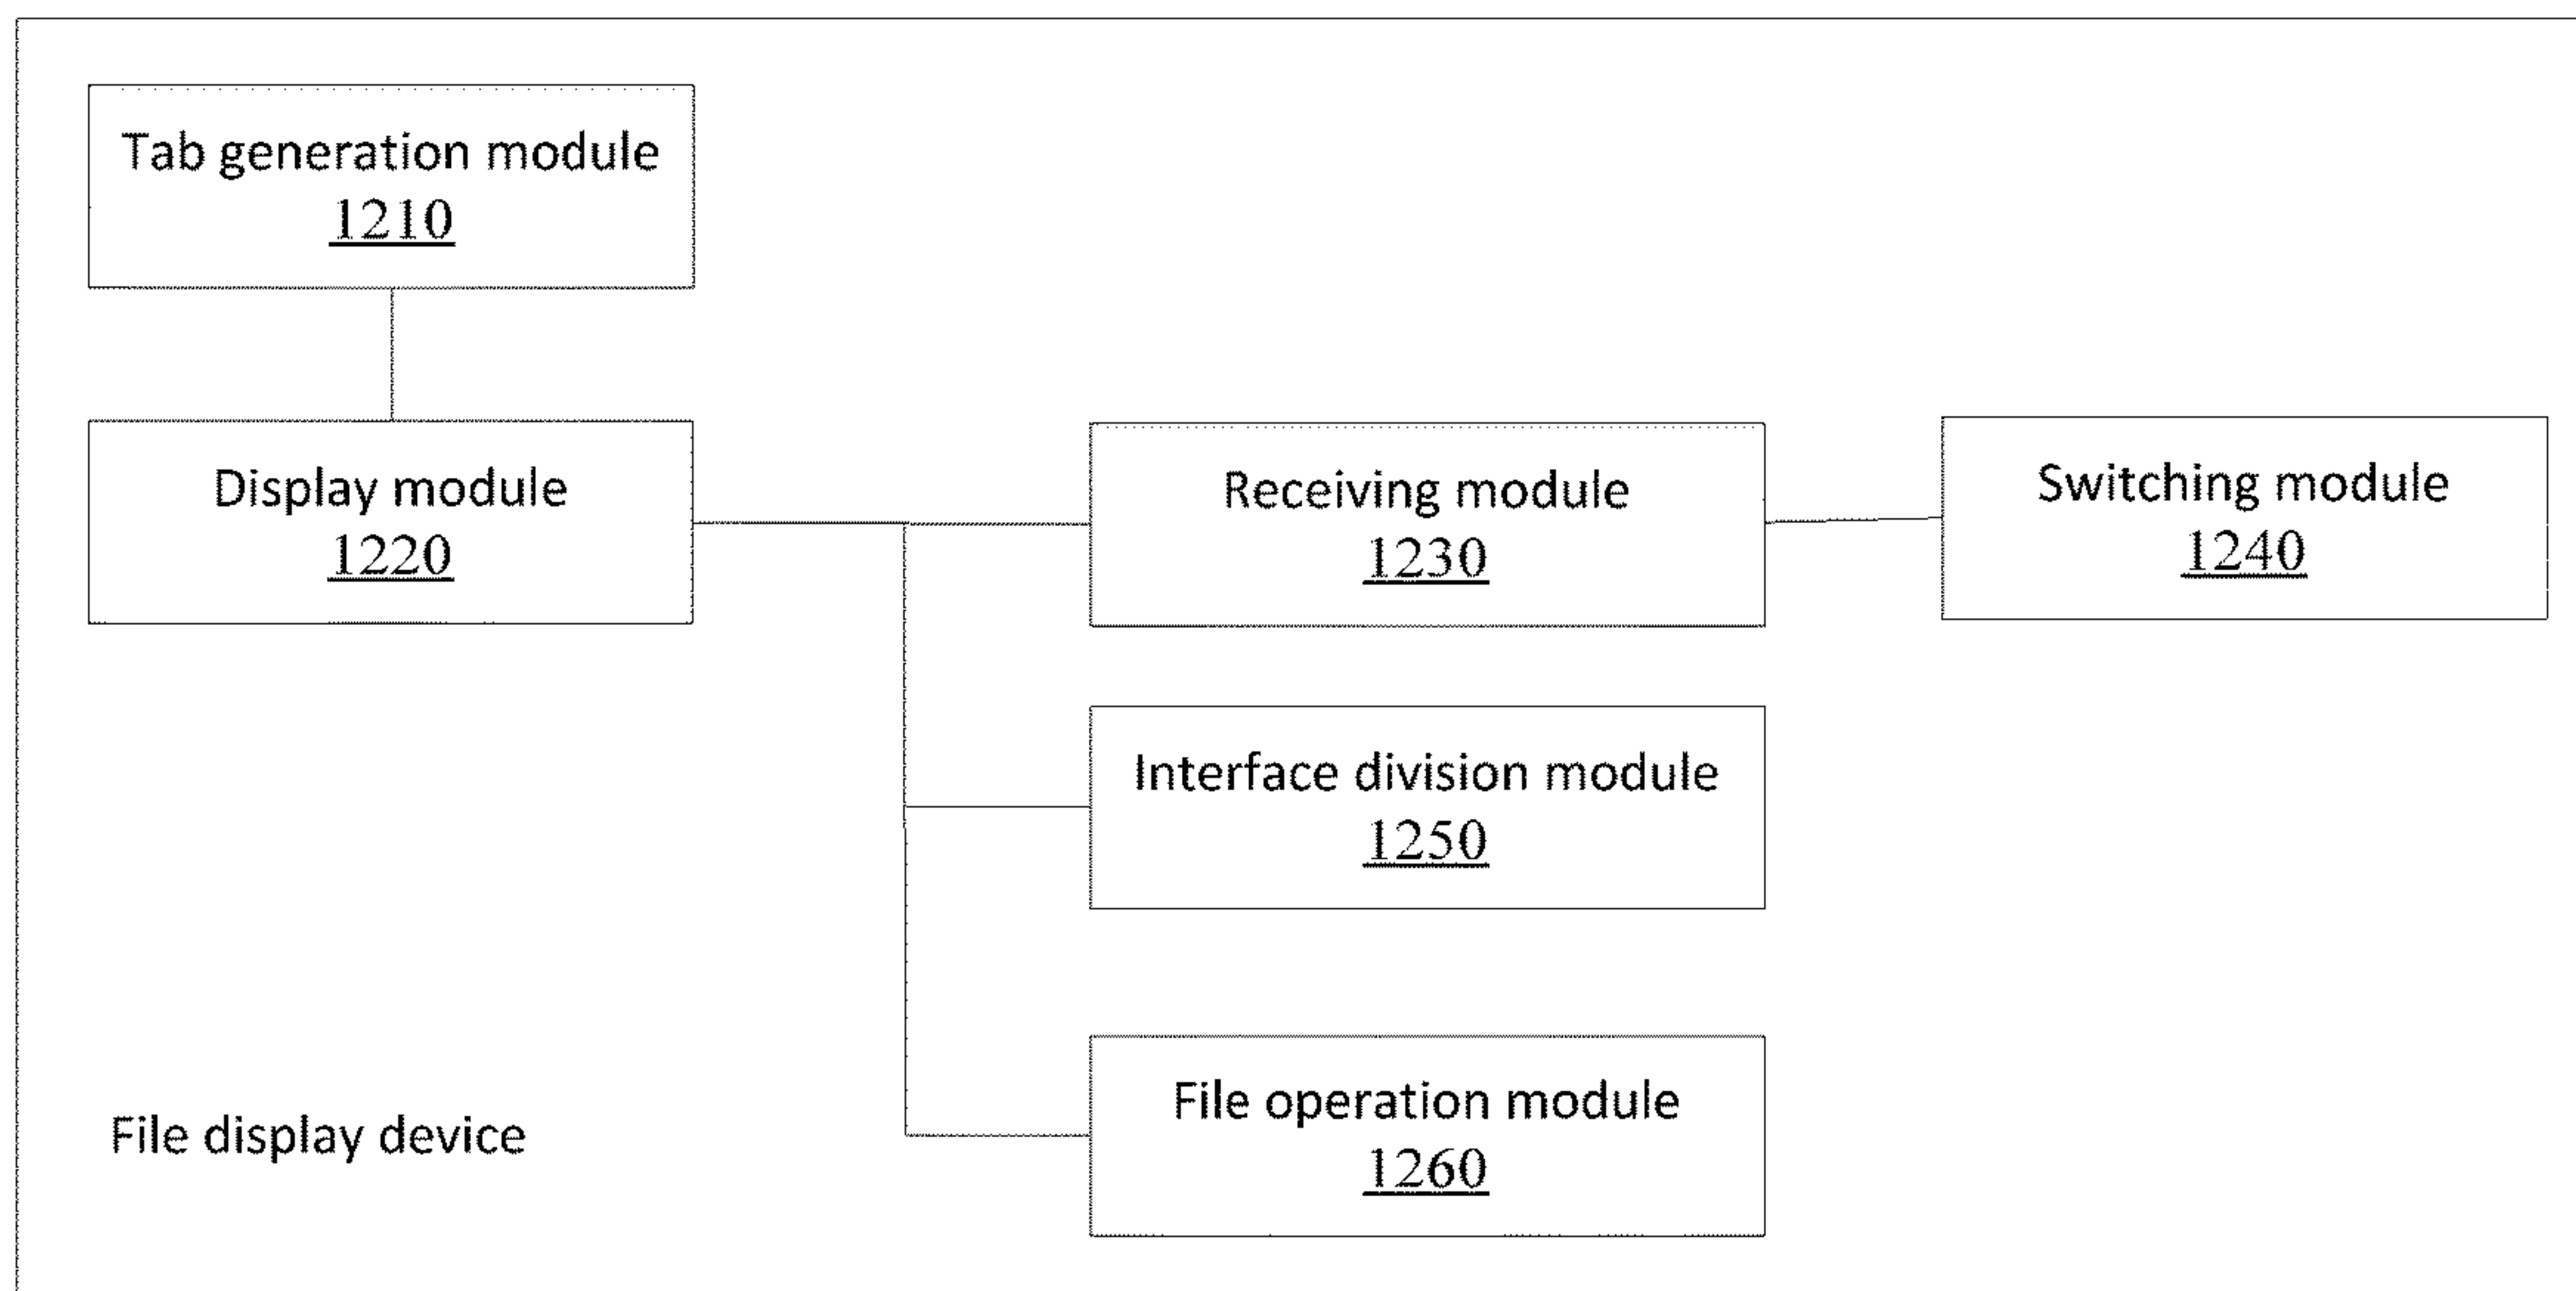 Tab generation module
1210
Display module
1220
Receiving module
1230
Switching module
1240
Interface division module
1250
File operation module
1260
File display device